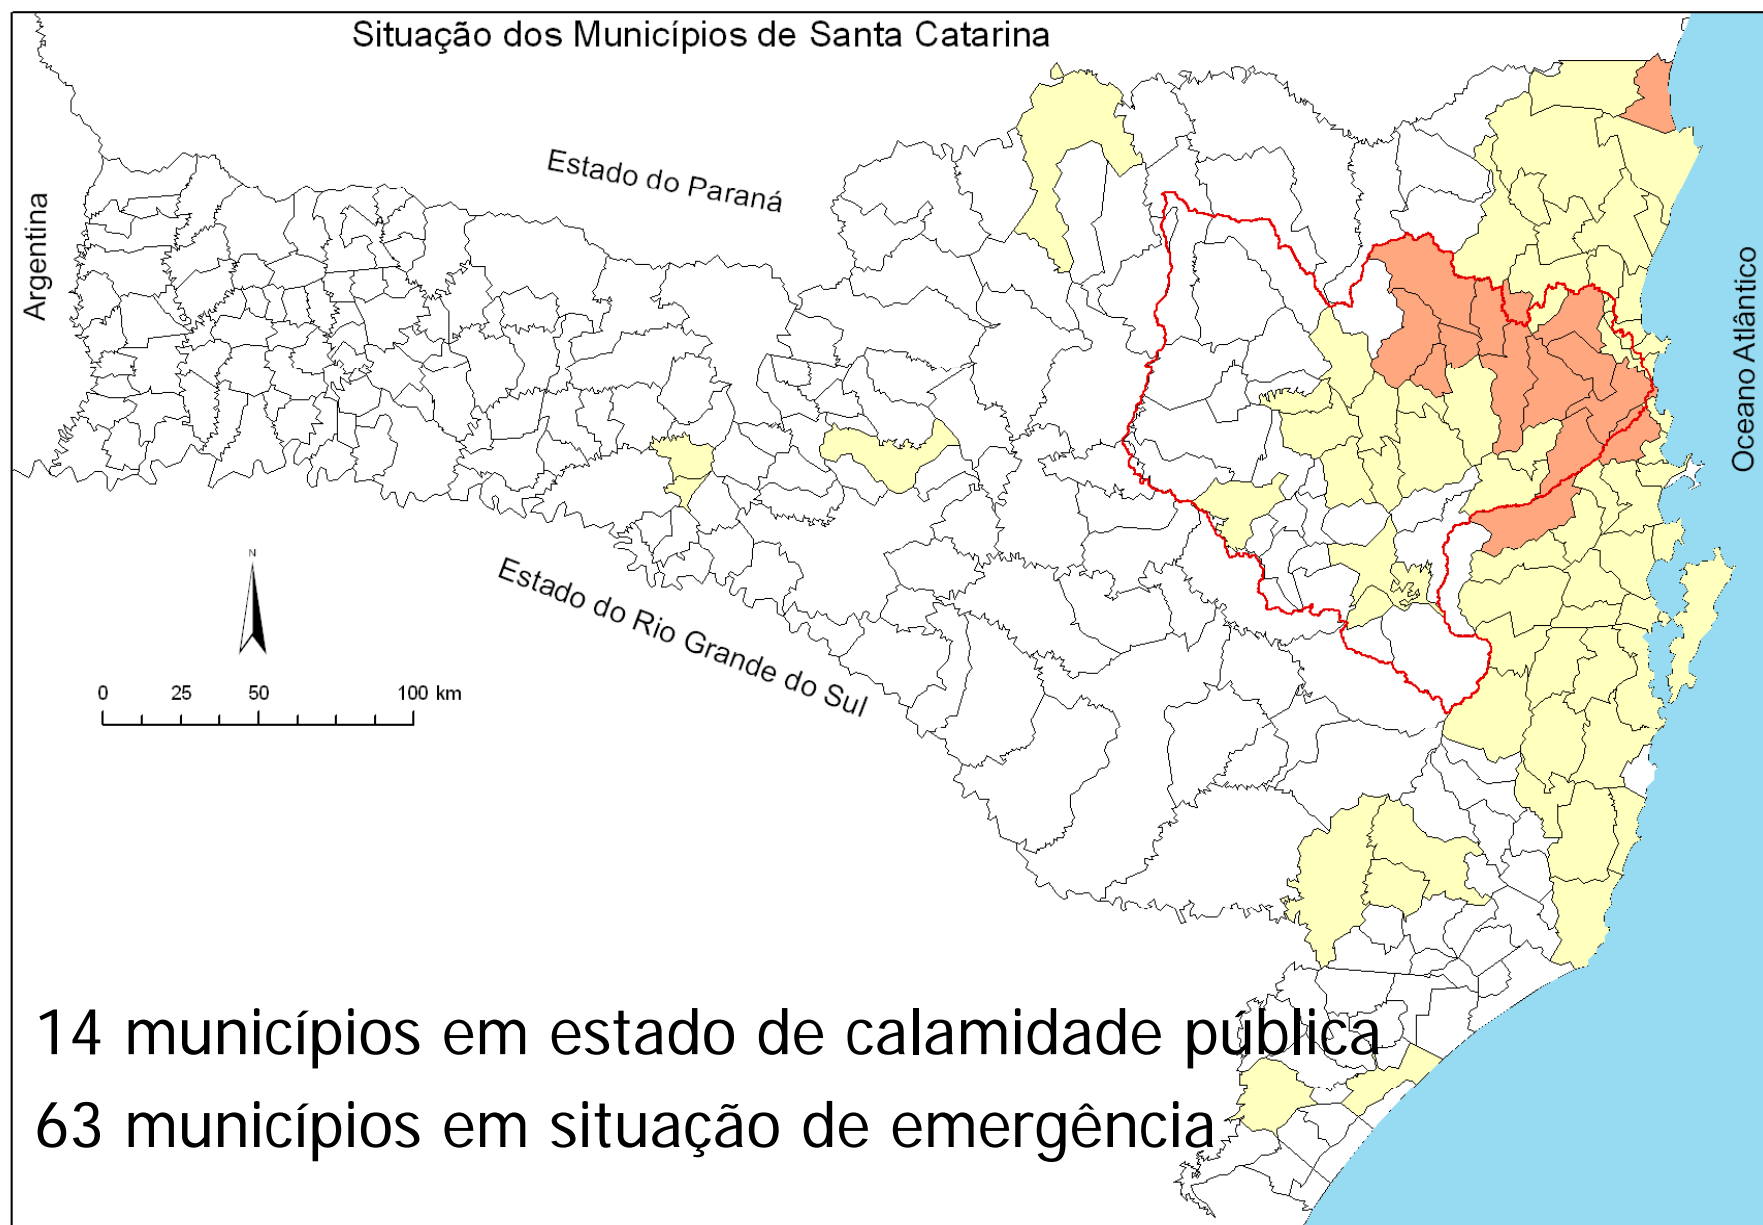 Situação dos Municípios de Santa Catarina
Estado do Paraná
Argentina
Oceano Atlântico
N
Estado do Rio Grande do Sul
0 25 50 100 km
14 municípios em estado de calamidade pública
63 municípios em situação de emergência